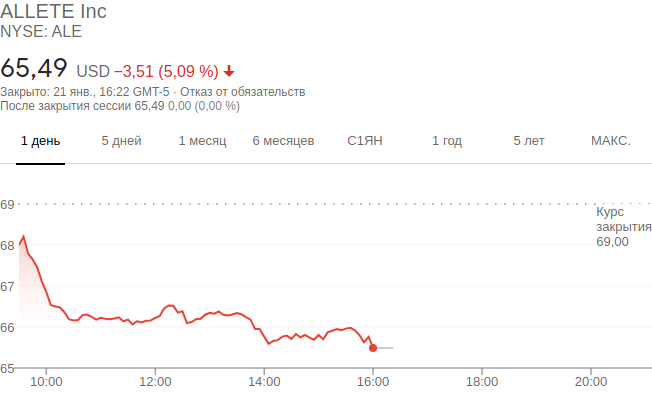 ALLETE Inc
NYSE: ALE
65,49 USD −3,51 (5,09 %)
Закрыто: 21 янв., 16:22 GMT-5 · Отказ от обязательств
После закрытия сессии 65,49 0,00 (0,00 %)
1 день 5 дней 1 месяц 6 месяцев С1ЯН 1 год 5 лет МАКС.
69
Курс
закрытия
69,00
68
67
66
65
10:00 12:00 14:00 16:00 18:00 20:00